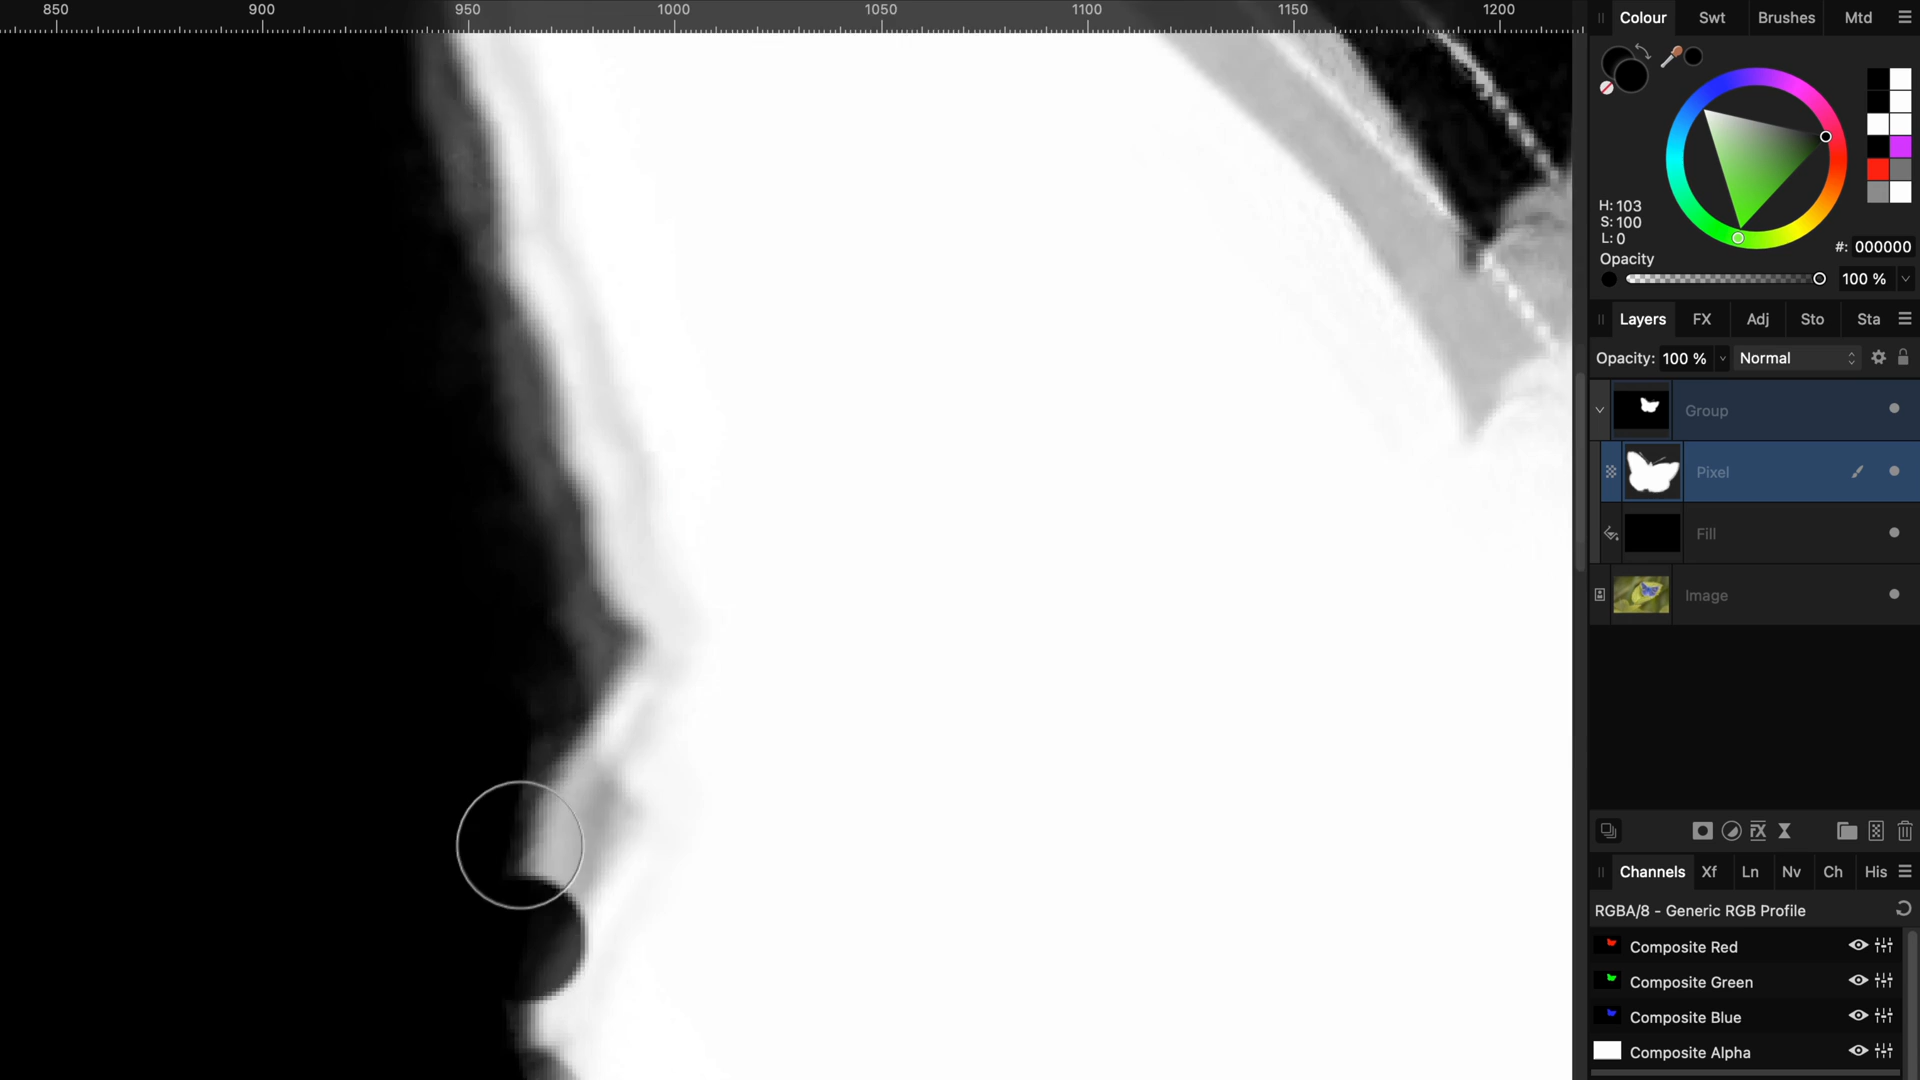 850 900 950 1000 1050 1100 1150 1200
Colour Swt Brushes Mtd
H: 103
S: 100
L: 0
#: 000000
Opacity
100 %
Layers FX Adj Sto Sta
Opacity: 100 % Normal
Group
Pixel
Fill
Image
Channels Xf Ln Nv Ch His
RGBA/8 - Generic RGB Profile
Composite Red
Composite Green
Composite Blue
Composite Alpha